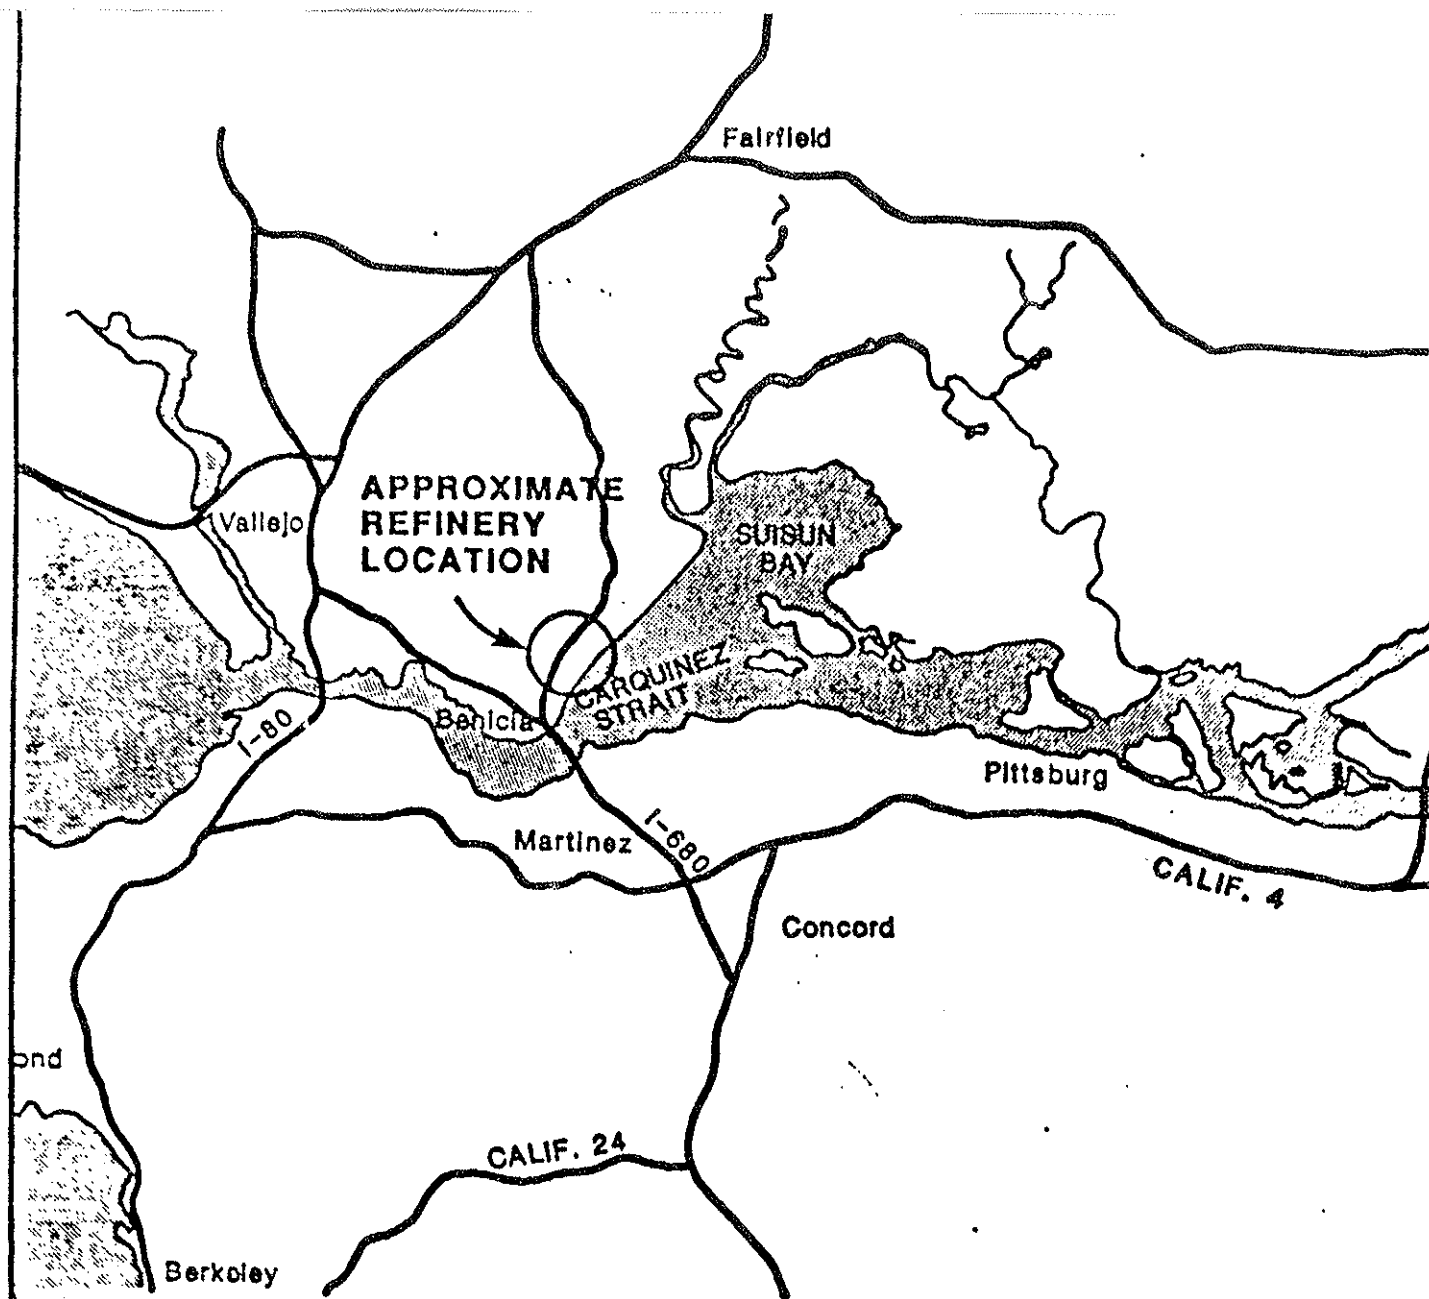 Fairfield
APPROXIMATE
REFINERY
LOCATION
Vallejo
SUISUN
BAY
CARQUINEZ
STRAIT
Benicia
I-80
Pittsburg
Martinez
I-680
CALIF. 4
Concord
ond
CALIF. 24
Berkeley